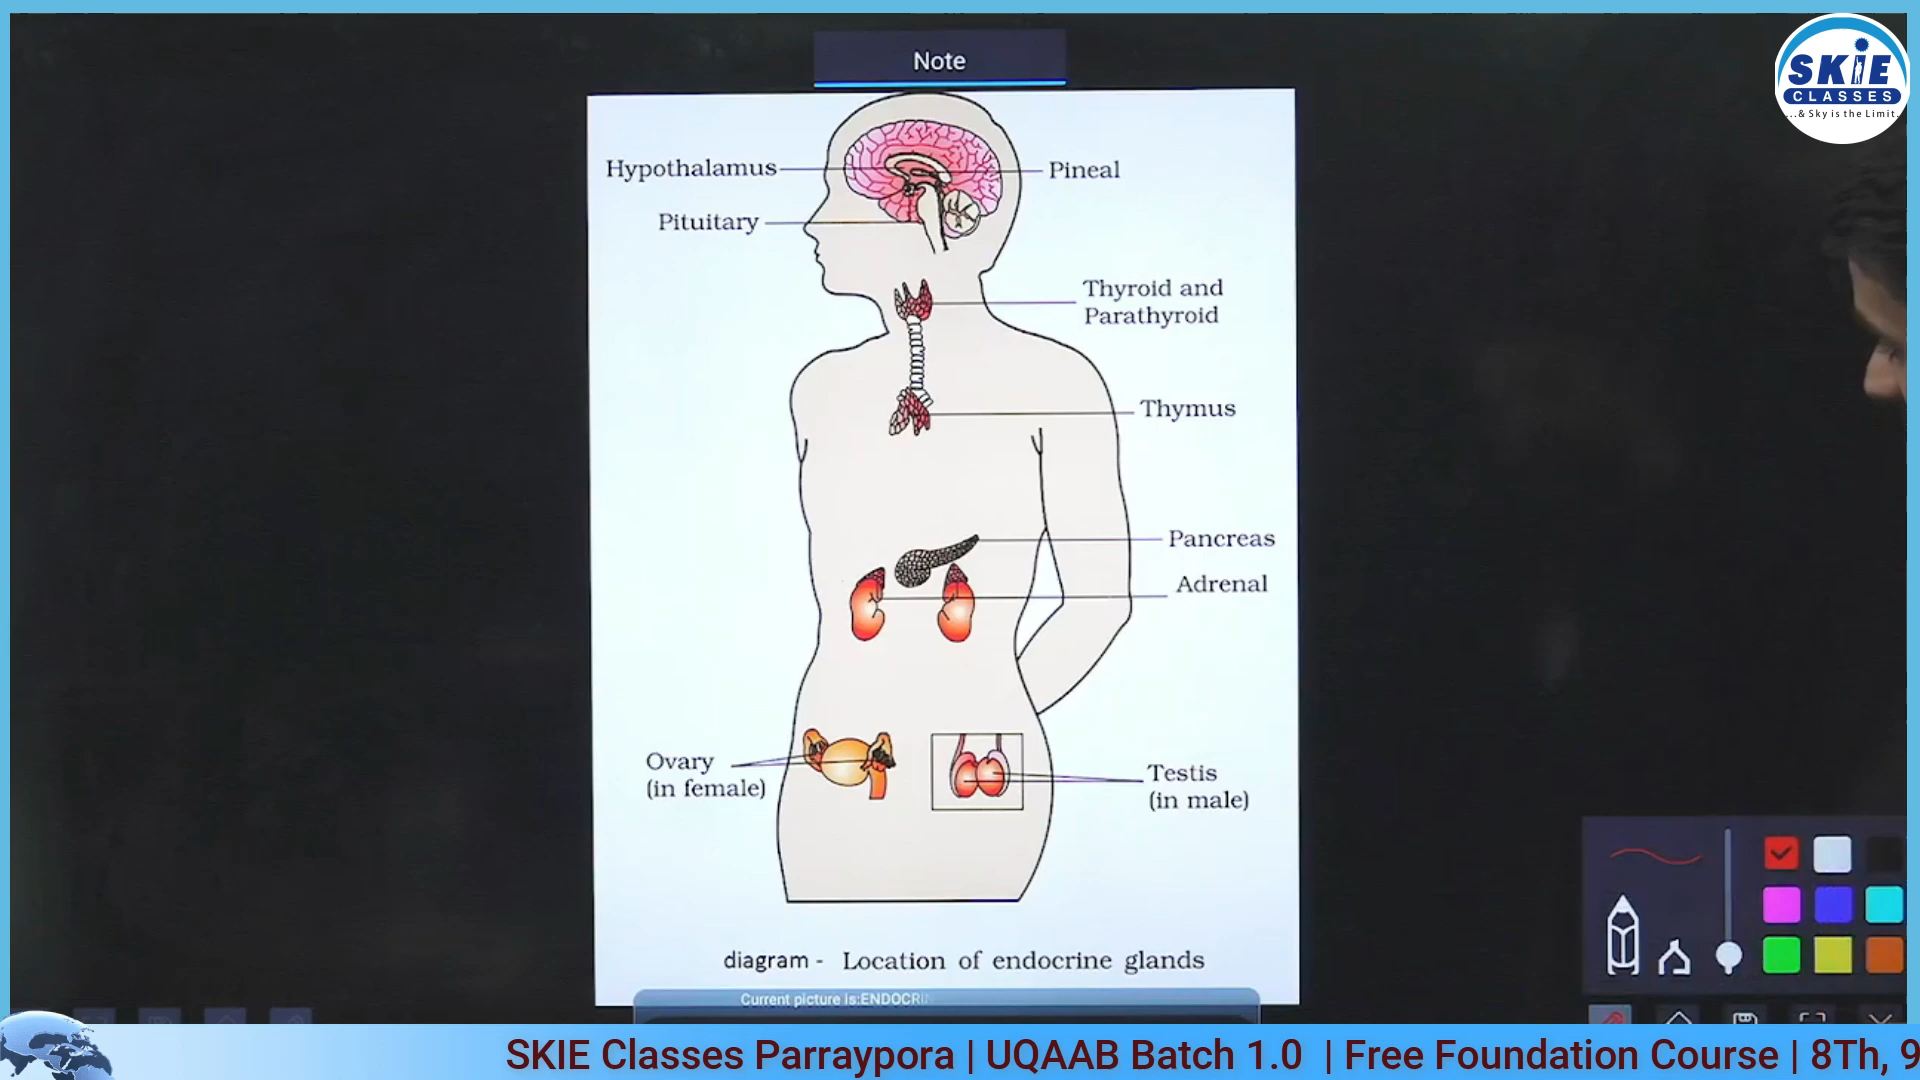 Note
SKiE
CLASSES
...& Sky is the Limit.
Hypothalamus
Pineal
Pituitary
Thyroid and
Parathyroid
Thymus
Pancreas
Adrenal
Ovary
(in female)
Testis
(in male)
diagram - Location of endocrine glands
Current picture is:ENDOCRIN
SKIE Classes Parraypora | UQAAB Batch 1.0 | Free Foundation Course | 8Th, 9